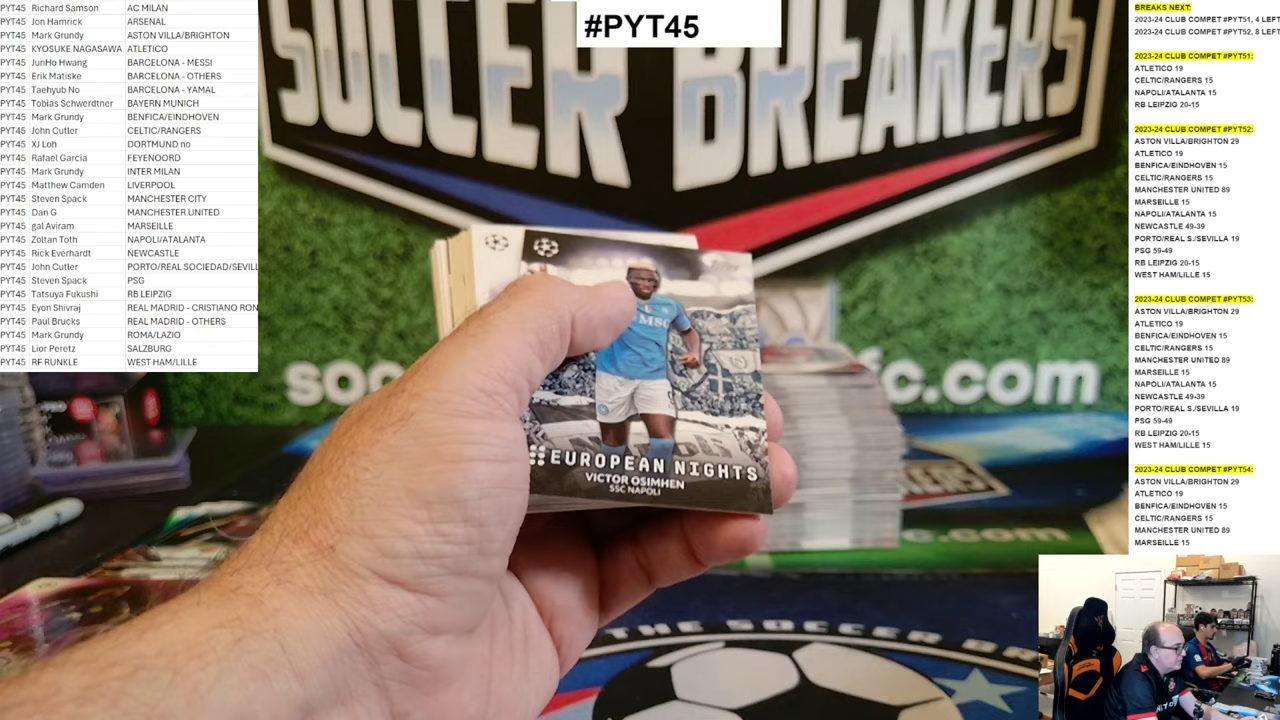 PYT45 Richard Samson AC MILAN
PYT45 Jon Hamrick ARSENAL
PYT45 Mark Grundy ASTON VILLA/BRIGHTON
PYT45 KYOSUKE NAGASAWA ATLETICO
PYT45 JunHo Hwang BARCELONA - MESSI
PYT45 Erik Matiske BARCELONA - OTHERS
PYT45 Taehyub No BARCELONA - YAMAL
PYT45 Tobias Schwerdtner BAYERN MUNICH
PYT45 Mark Grundy BENFICA/EINDHOVEN
PYT45 John Cutler CELTIC/RANGERS
PYT45 XJ Loh DORTMUND no
PYT45 Rafael Garcia FEYENOORD
PYT45 Mark Grundy INTER MILAN
PYT45 Matthew Camden LIVERPOOL
PYT45 Steven Spack MANCHESTER CITY
PYT45 Dan G MANCHESTER UNITED
PYT45 gal Aviram MARSEILLE
PYT45 Zoltan Toth NAPOLI/ATALANTA
PYT45 Rick Everhardt NEWCASTLE
PYT45 John Cutler PORTO/REAL SOCIEDAD/SEVILL
PYT45 Steven Spack PSG
PYT45 Tatsuya Fukushi RB LEIPZIG
PYT45 Eyon Shivraj REAL MADRID - CRISTIANO RON
PYT45 Paul Brucks REAL MADRID - OTHERS
PYT45 Mark Grundy ROMA/LAZIO
PYT45 Lior Peretz SALZBURG
PYT45 RF RUNKLE WEST HAM/LILLE
#PYT45
SOCCER BREAKERS
soc c.com
MSC
EUROPEAN NIGHTS
VICTOR OSIMHEN
SSC NAPOLI
THE SOCCER
BREAKS NEXT:
2023-24 CLUB COMPET #PYT51, 4 LEFT
2023-24 CLUB COMPET #PYT52, 8 LEFT
2023-24 CLUB COMPET #PYT51:
ATLETICO 19
CELTIC/RANGERS 15
NAPOLI/ATALANTA 15
RB LEIPZIG 20-15
2023-24 CLUB COMPET #PYT52:
ASTON VILLA/BRIGHTON 29
ATLETICO 19
BENFICA/EINDHOVEN 15
CELTIC/RANGERS 15
MANCHESTER UNITED 89
MARSEILLE 15
NAPOLI/ATALANTA 15
NEWCASTLE 49-39
PORTO/REAL S./SEVILLA 19
PSG 59-49
RB LEIPZIG 20-15
WEST HAM/LILLE 15
2023-24 CLUB COMPET #PYT53:
ASTON VILLA/BRIGHTON 29
ATLETICO 19
BENFICA/EINDHOVEN 15
CELTIC/RANGERS 15
MANCHESTER UNITED 89
MARSEILLE 15
NAPOLI/ATALANTA 15
NEWCASTLE 49-39
PORTO/REAL S./SEVILLA 19
PSG 59-49
RB LEIPZIG 20-15
WEST HAM/LILLE 15
2023-24 CLUB COMPET #PYT54:
ASTON VILLA/BRIGHTON 29
ATLETICO 19
BENFICA/EINDHOVEN 15
CELTIC/RANGERS 15
MANCHESTER UNITED 89
MARSEILLE 15